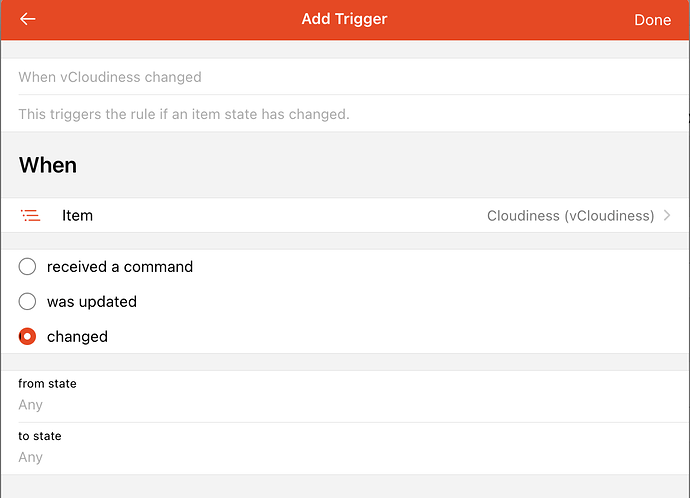 Add Trigger
Done
When vCloudiness changed
This triggers the rule if an item state has changed.
When
Item
Cloudiness (vCloudiness)
received a command
was updated
changed
from state
Any
to state
Any